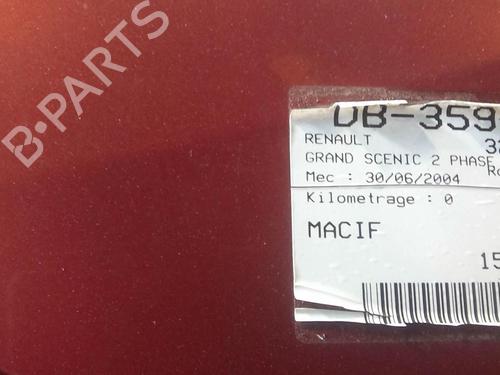 B-PARTS
DB-359
RENAULT
GRAND SCENIC 2 PHASE
Mec : 30/06/2004
Kilometrage : 0
MACIF
15